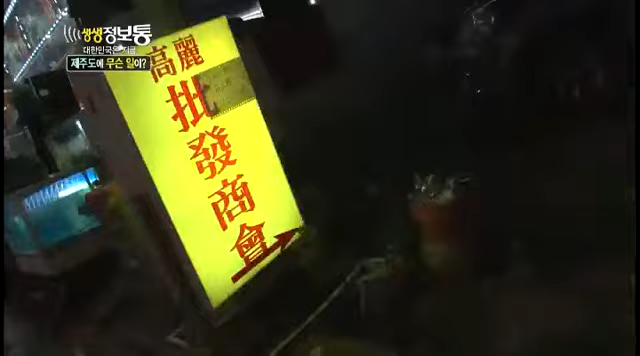 생생정보통
대한민국은 지금
제주도에 무슨 일이?
高麗
批發商會